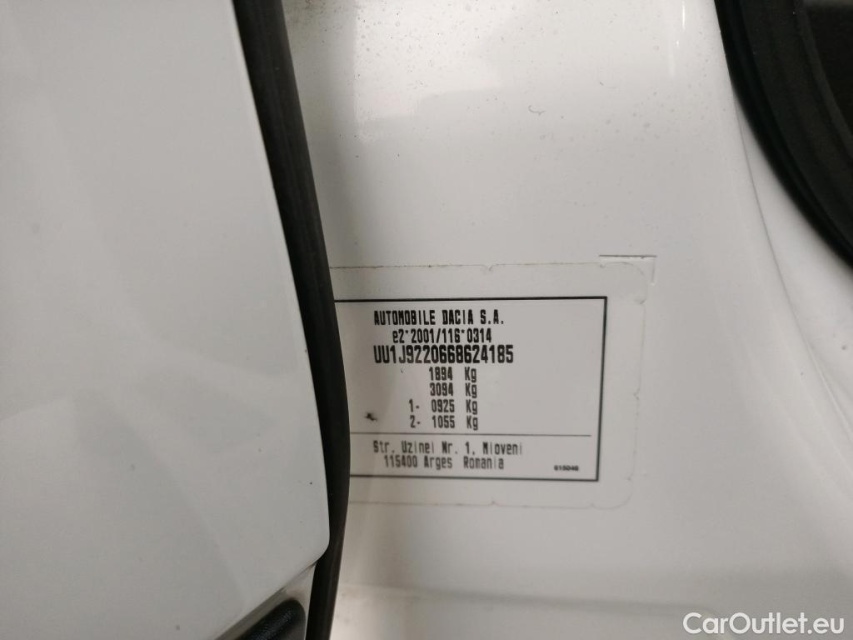 AUTOMOBILE DACIA S.A.
e2*2001/116*0314
UU1J9220668624185
1894 Kg
3094 Kg
1- 0925 Kg
2- 1055 Kg
Str. Uzinei Nr. 1, Mioveni
115400 Arges Romania
CarOutlet.eu